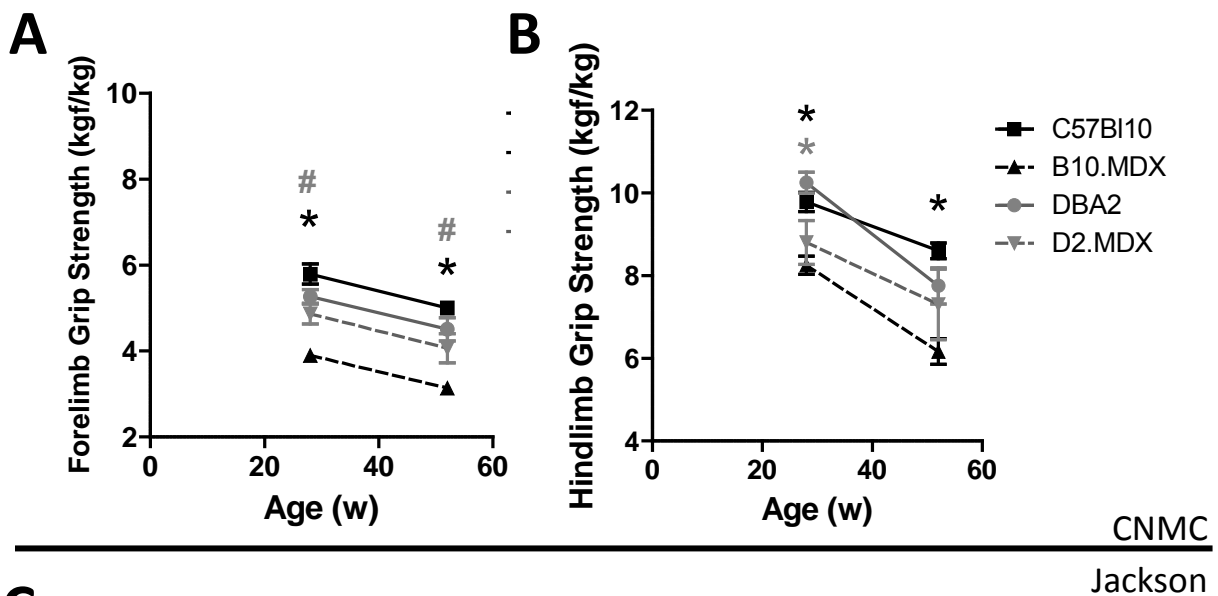 A
Forelimb Grip Strength (kgf/kg)
10
8
6
4
2
0
20
40
60
Age (w)
#
*
#
*
B
Hindlimb Grip Strength (kgf/kg)
12
10
8
6
4
0
20
40
60
Age (w)
*
*
*
C57Bl10
B10.MDX
DBA2
D2.MDX
CNMC
Jackson